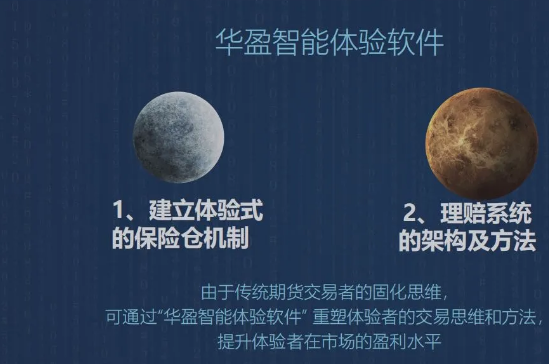 华盈智能体验软件
1、建立体验式
的保险仓机制
2、理赔系统
的架构及方法
由于传统期货交易者的固化思维，
可通过“华盈智能体验软件” 重塑体验者的交易思维和方法，
提升体验者在市场的盈利水平